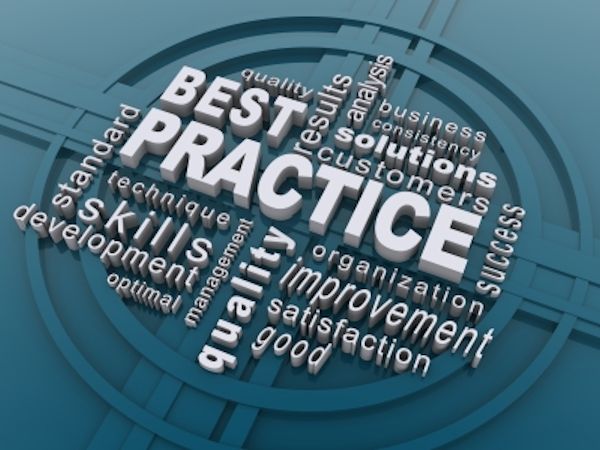 BEST
PRACTICE
quality
results
analysis
business
consistency
solutions
customers
standard
technique
skills
development
optimal
management
quality
organization
improvement
satisfaction
good
success